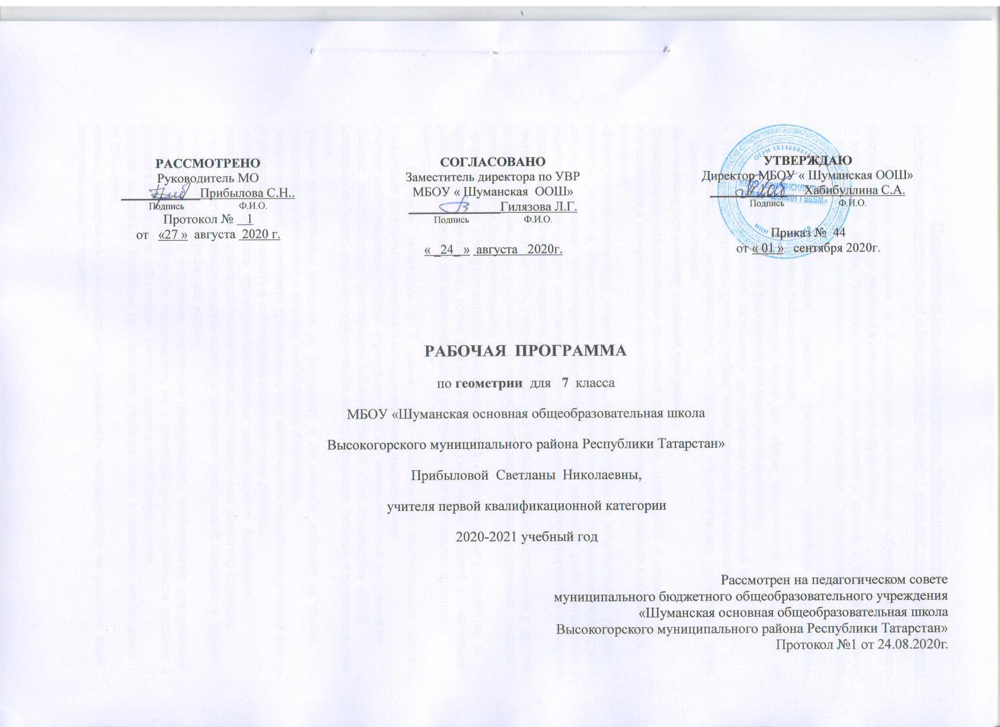 РАССМОТРЕНО
Руководитель МО
Прибылова С.Н..
Подпись Ф.И.О.
Протокол № 1
от «27 » августа 2020 г.
СОГЛАСОВАНО
Заместитель директора по УВР
МБОУ « Шуманская ООШ»
Гилязова Л.Г.
Подпись Ф.И.О.
« _24_ » августа 2020г.
УТВЕРЖДАЮ
Директор МБОУ « Шуманская ООШ»
Хабибуллина С.А.
Подпись Ф.И.О.
Приказ № 44
от « 01 » сентября 2020г.
РАБОЧАЯ ПРОГРАММА
по геометрии для 7 класса
МБОУ «Шуманская основная общеобразовательная школа
Высокогорского муниципального района Республики Татарстан»
Прибыловой Светланы Николаевны,
учителя первой квалификационной категории
2020-2021 учебный год
Рассмотрен на педагогическом совете
муниципального бюджетного общеобразовательного учреждения
«Шуманская основная общеобразовательная школа
Высокогорского муниципального района Республики Татарстан»
Протокол №1 от 24.08.2020г.